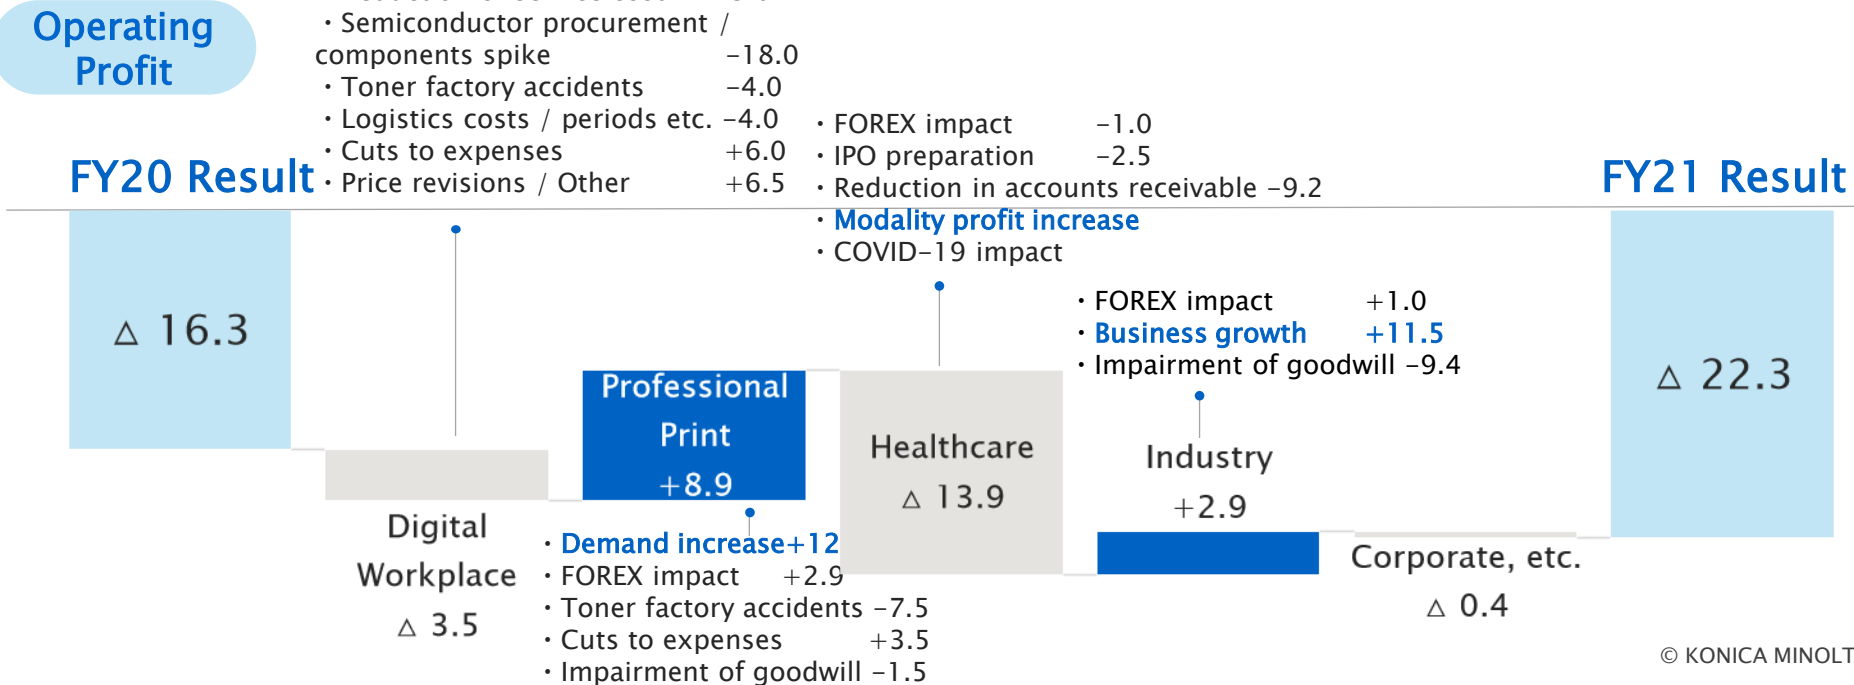 Operating
Profit
・Semiconductor procurement /
components spike -18.0
・Toner factory accidents -4.0
・Logistics costs / periods etc. -4.0
・Cuts to expenses +6.0
・Price revisions / Other +6.5
・FOREX impact -1.0
・IPO preparation -2.5
・Reduction in accounts receivable -9.2
・Modality profit increase
・COVID-19 impact
FY20 Result
FY21 Result
△ 16.3
・FOREX impact +1.0
・Business growth +11.5
・Impairment of goodwill -9.4
△ 22.3
Professional
Print
+8.9
Healthcare
△ 13.9
Industry
+2.9
Digital
Workplace
△ 3.5
・Demand increase+12
・FOREX impact +2.9
・Toner factory accidents -7.5
・Cuts to expenses +3.5
・Impairment of goodwill -1.5
Corporate, etc.
△ 0.4
© KONICA MINOLT